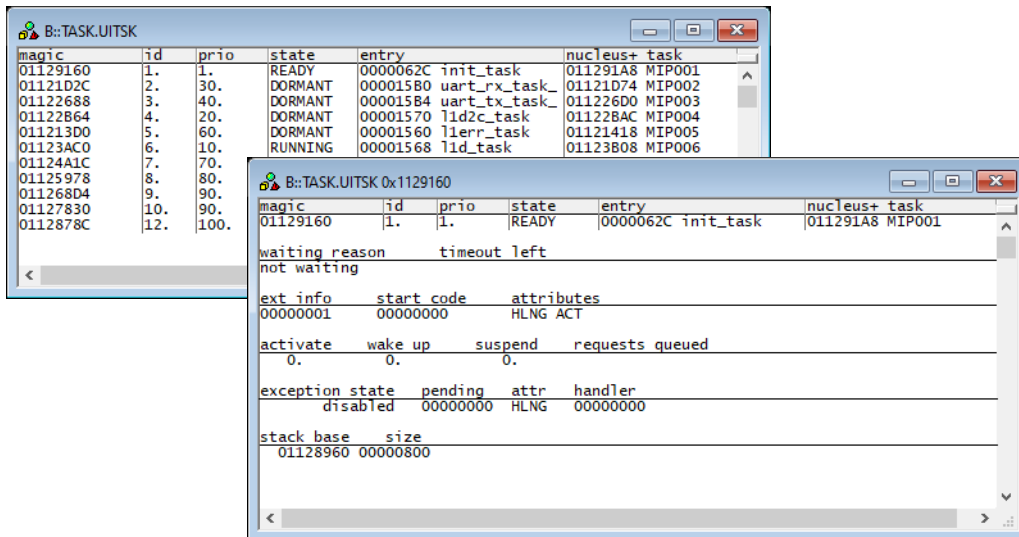 B::TASK.UITSK
magic id prio state entry nucleus+ task
01129160 1. 1. READY 0000062C init_task 011291A8 MIP001
01121D2C 2. 30. DORMANT 000015B0 uart_rx_task_ 01121D74 MIP002
01122688 3. 40. DORMANT 000015B4 uart_tx_task_ 011226D0 MIP003
01122B64 4. 20. DORMANT 00001570 l1d2c_task 01122BAC MIP004
011213D0 5. 60. DORMANT 00001560 l1err_task 01121418 MIP005
01123AC0 6. 10. RUNNING 00001568 l1d_task 01123B08 MIP006
01124A1C 7. 70.
01125978 8. 80.
011268D4 9. 90.
01127830 10. 90.
0112878C 12. 100.
B::TASK.UITSK 0x1129160
magic id prio state entry nucleus+ task
01129160 1. 1. READY 0000062C init_task 011291A8 MIP001
waiting reason timeout left
not waiting
ext info start code attributes
00000001 00000000 HLNG ACT
activate wake up suspend requests queued
0. 0. 0.
exception state pending attr handler
disabled 00000000 HLNG 00000000
stack base size
01128960 00000800